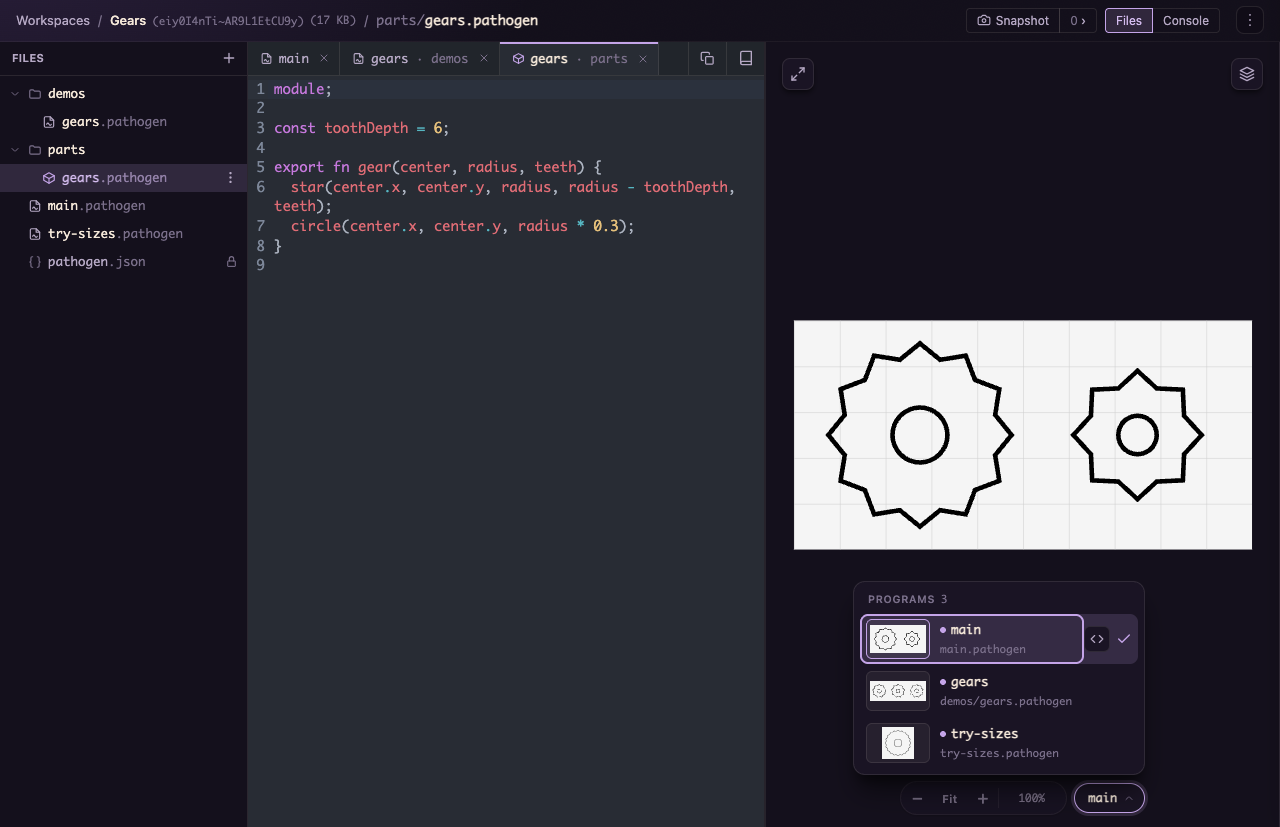 Workspaces / Gears (eiy0I4nTi~AR9L1EtCU9y) (17 KB) / parts/gears.pathogen
Snapshot 0 ›
Files Console
FILES
demos
gears.pathogen
parts
gears.pathogen
main.pathogen
try-sizes.pathogen
{} pathogen.json
main ×
gears · demos ×
gears · parts ×
1 module;
2
3 const toothDepth = 6;
4
5 export fn gear(center, radius, teeth) {
6 star(center.x, center.y, radius, radius - toothDepth,
teeth);
7 circle(center.x, center.y, radius * 0.3);
8 }
9
PROGRAMS 3
main
main.pathogen
gears
demos/gears.pathogen
try-sizes
try-sizes.pathogen
− Fit + 100%
main